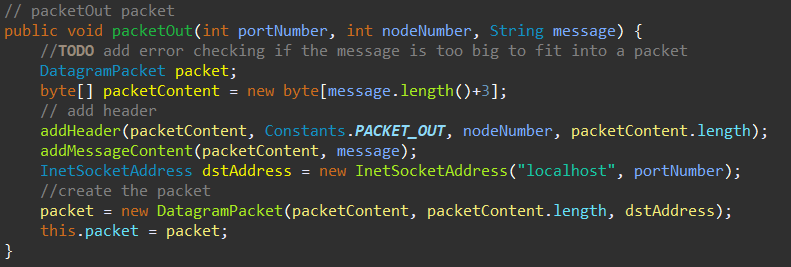 // packetOut packet
public void packetOut(int portNumber, int nodeNumber, String message) {
    //TODO add error checking if the message is too big to fit into a packet
    DatagramPacket packet;
    byte[] packetContent = new byte[message.length()+3];
    // add header
    addHeader(packetContent, Constants.PACKET_OUT, nodeNumber, packetContent.length);
    addMessageContent(packetContent, message);
    InetSocketAddress dstAddress = new InetSocketAddress("localhost", portNumber);
    //create the packet
    packet = new DatagramPacket(packetContent, packetContent.length, dstAddress);
    this.packet = packet;
}